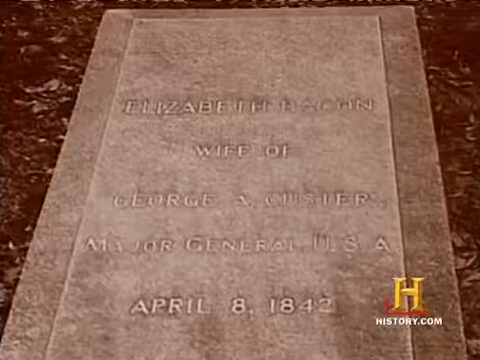 ELIZABETH BACON
WIFE OF
GEORGE A. CUSTER
MAJOR GENERAL, U.S.A
APRIL 8, 1842
H
HISTORY.COM